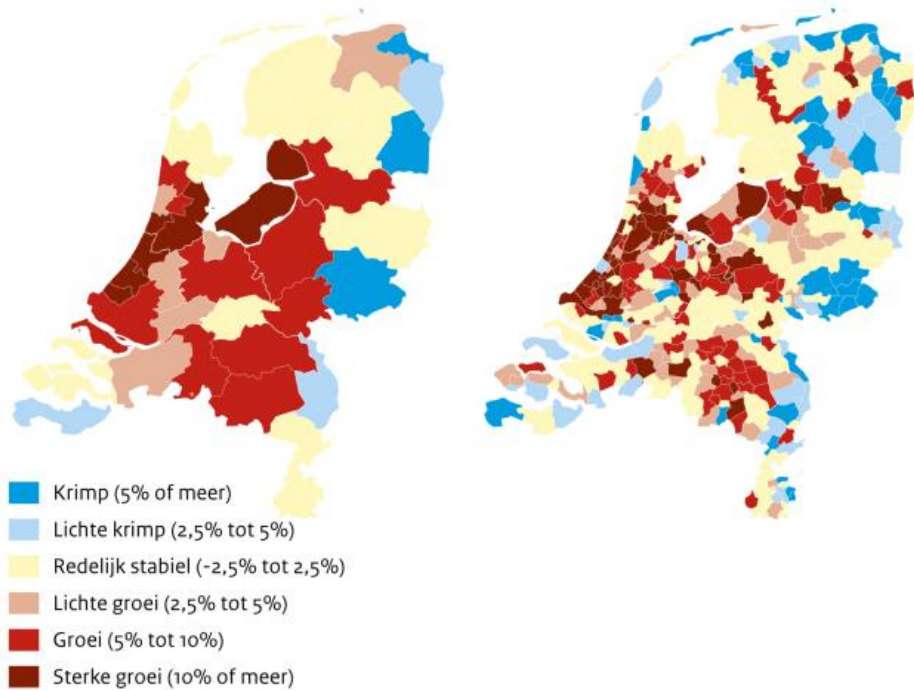 Krimp (5% of meer)
Lichte krimp (2,5% tot 5%)
Redelijk stabiel (-2,5% tot 2,5%)
Lichte groei (2,5% tot 5%)
Groei (5% tot 10%)
Sterke groei (10% of meer)